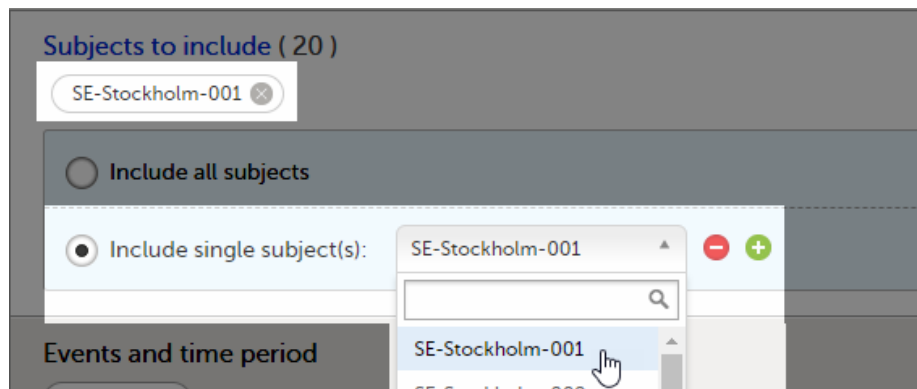 Subjects to include ( 20 )
SE-Stockholm-001
Include all subjects
Include single subject(s): SE-Stockholm-001
Events and time period
SE-Stockholm-001